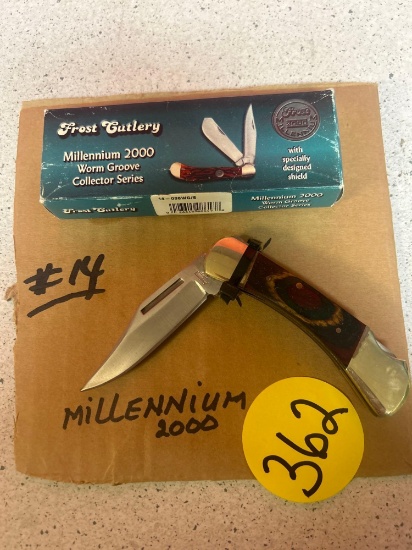 Frost Cutlery
Millennium 2000
Worm Groove
Collector Series
Frost
with
specially
designed
shield
Frost Cutlery
Millennium 2000
Worm Groove
Collector Series
#14
MiLLENNiUM
2000
362